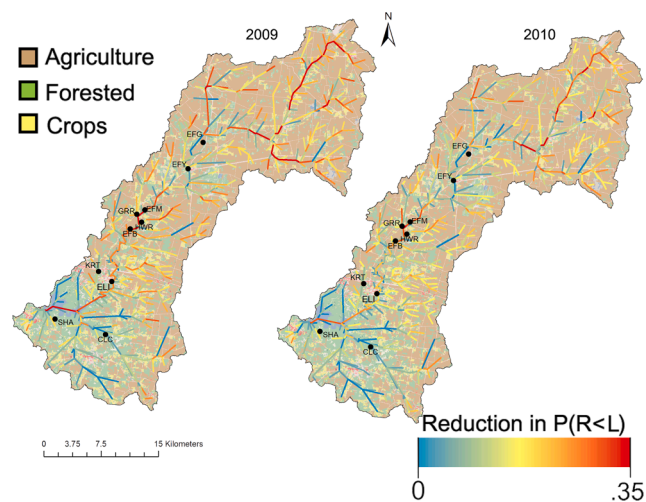 2009
N
2010
Agriculture
Forested
Crops
EFG
EFY
GRR
EFM
HWR
EFB
KRT
ELI
SHA
CLC
EFG
EFY
GRR
EFM
HWR
EFB
KRT
ELI
SHA
CLC
0 3.75 7.5 15 Kilometers
Reduction in P(R<L)
0 .35